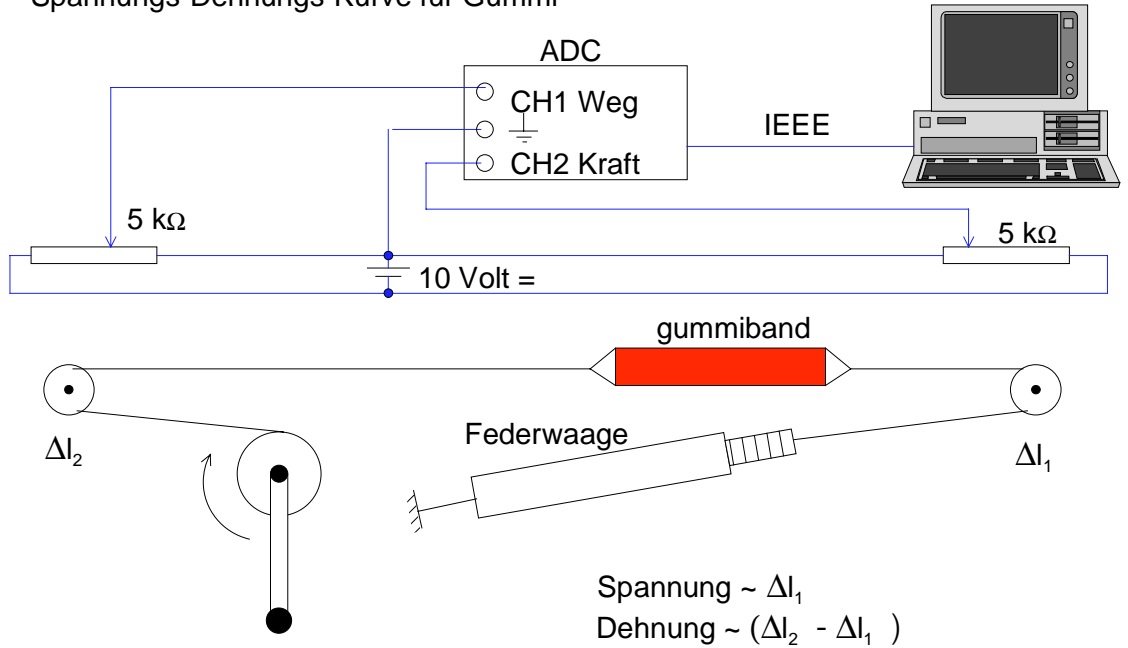 Spannungs-Dehnungs-Kurve für Gummi
ADC
CH1 Weg
CH2 Kraft
IEEE
5 kΩ
5 kΩ
10 Volt =
gummiband
Federwaage
Δl₂
Δl₁
Spannung ~ Δl₁
Dehnung ~ (Δl₂ - Δl₁ )